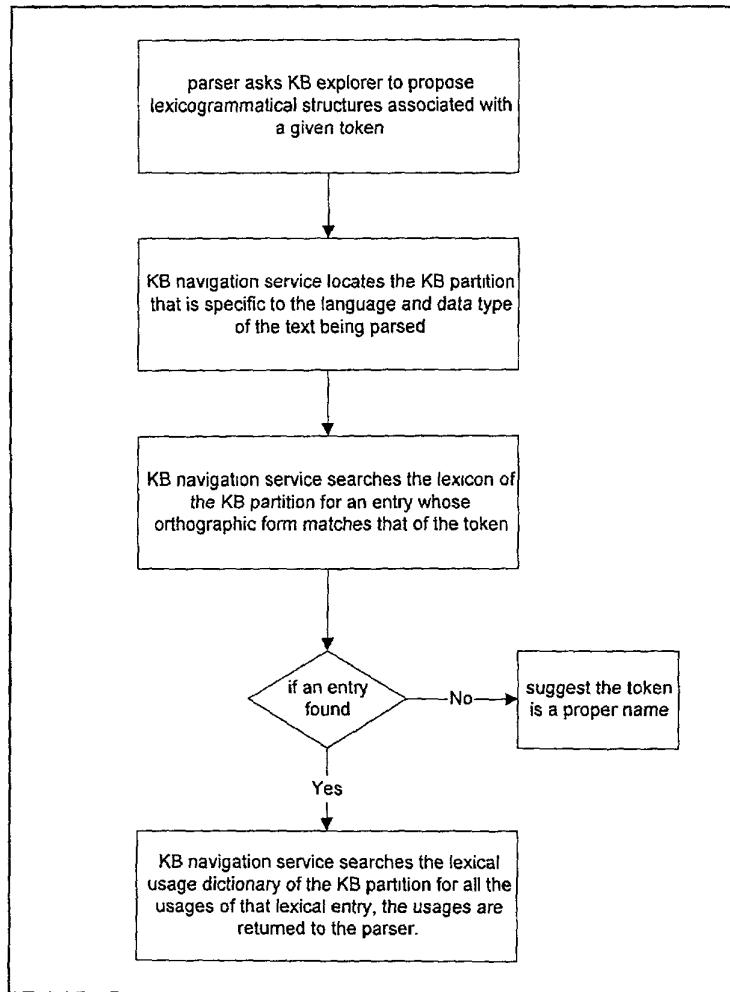 parser asks KB explorer to propose
lexicogrammatical structures associated with
a given token
KB navigation service locates the KB partition
that is specific to the language and data type
of the text being parsed
KB navigation service searches the lexicon of
the KB partition for an entry whose
orthographic form matches that of the token
if an entry
found
No
suggest the token
is a proper name
Yes
KB navigation service searches the lexical
usage dictionary of the KB partition for all the
usages of that lexical entry, the usages are
returned to the parser.